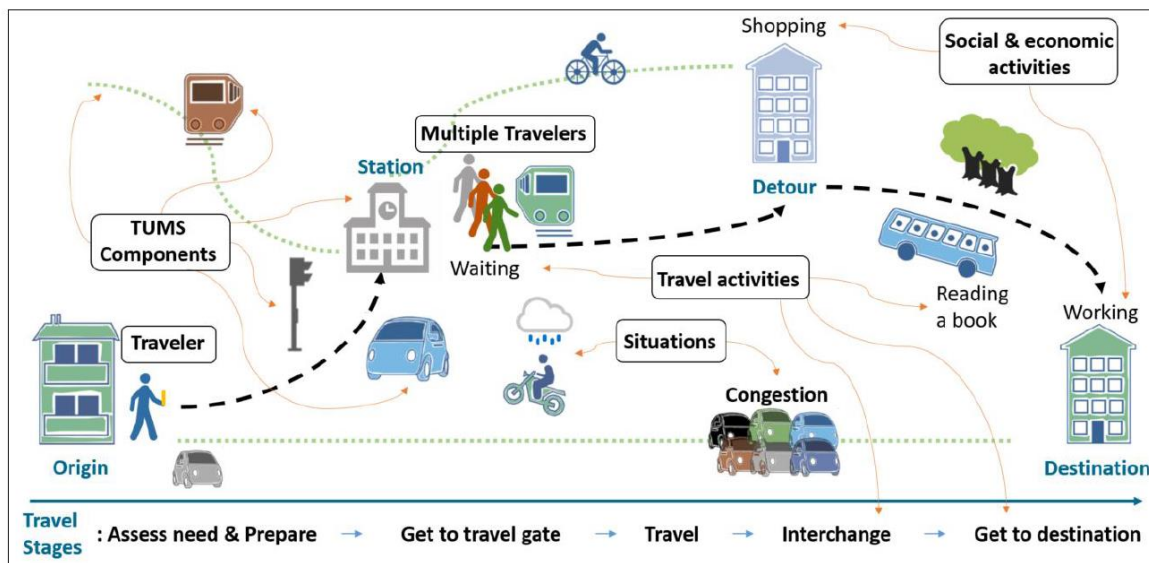 Shopping
Social & economic
activities
Multiple Travelers
Station
Detour
TUMS
Components
Waiting
Travel activities
Reading
a book
Working
Traveler
Situations
Congestion
Origin
Destination
Travel
Stages
: Assess need & Prepare → Get to travel gate → Travel → Interchange → Get to destination